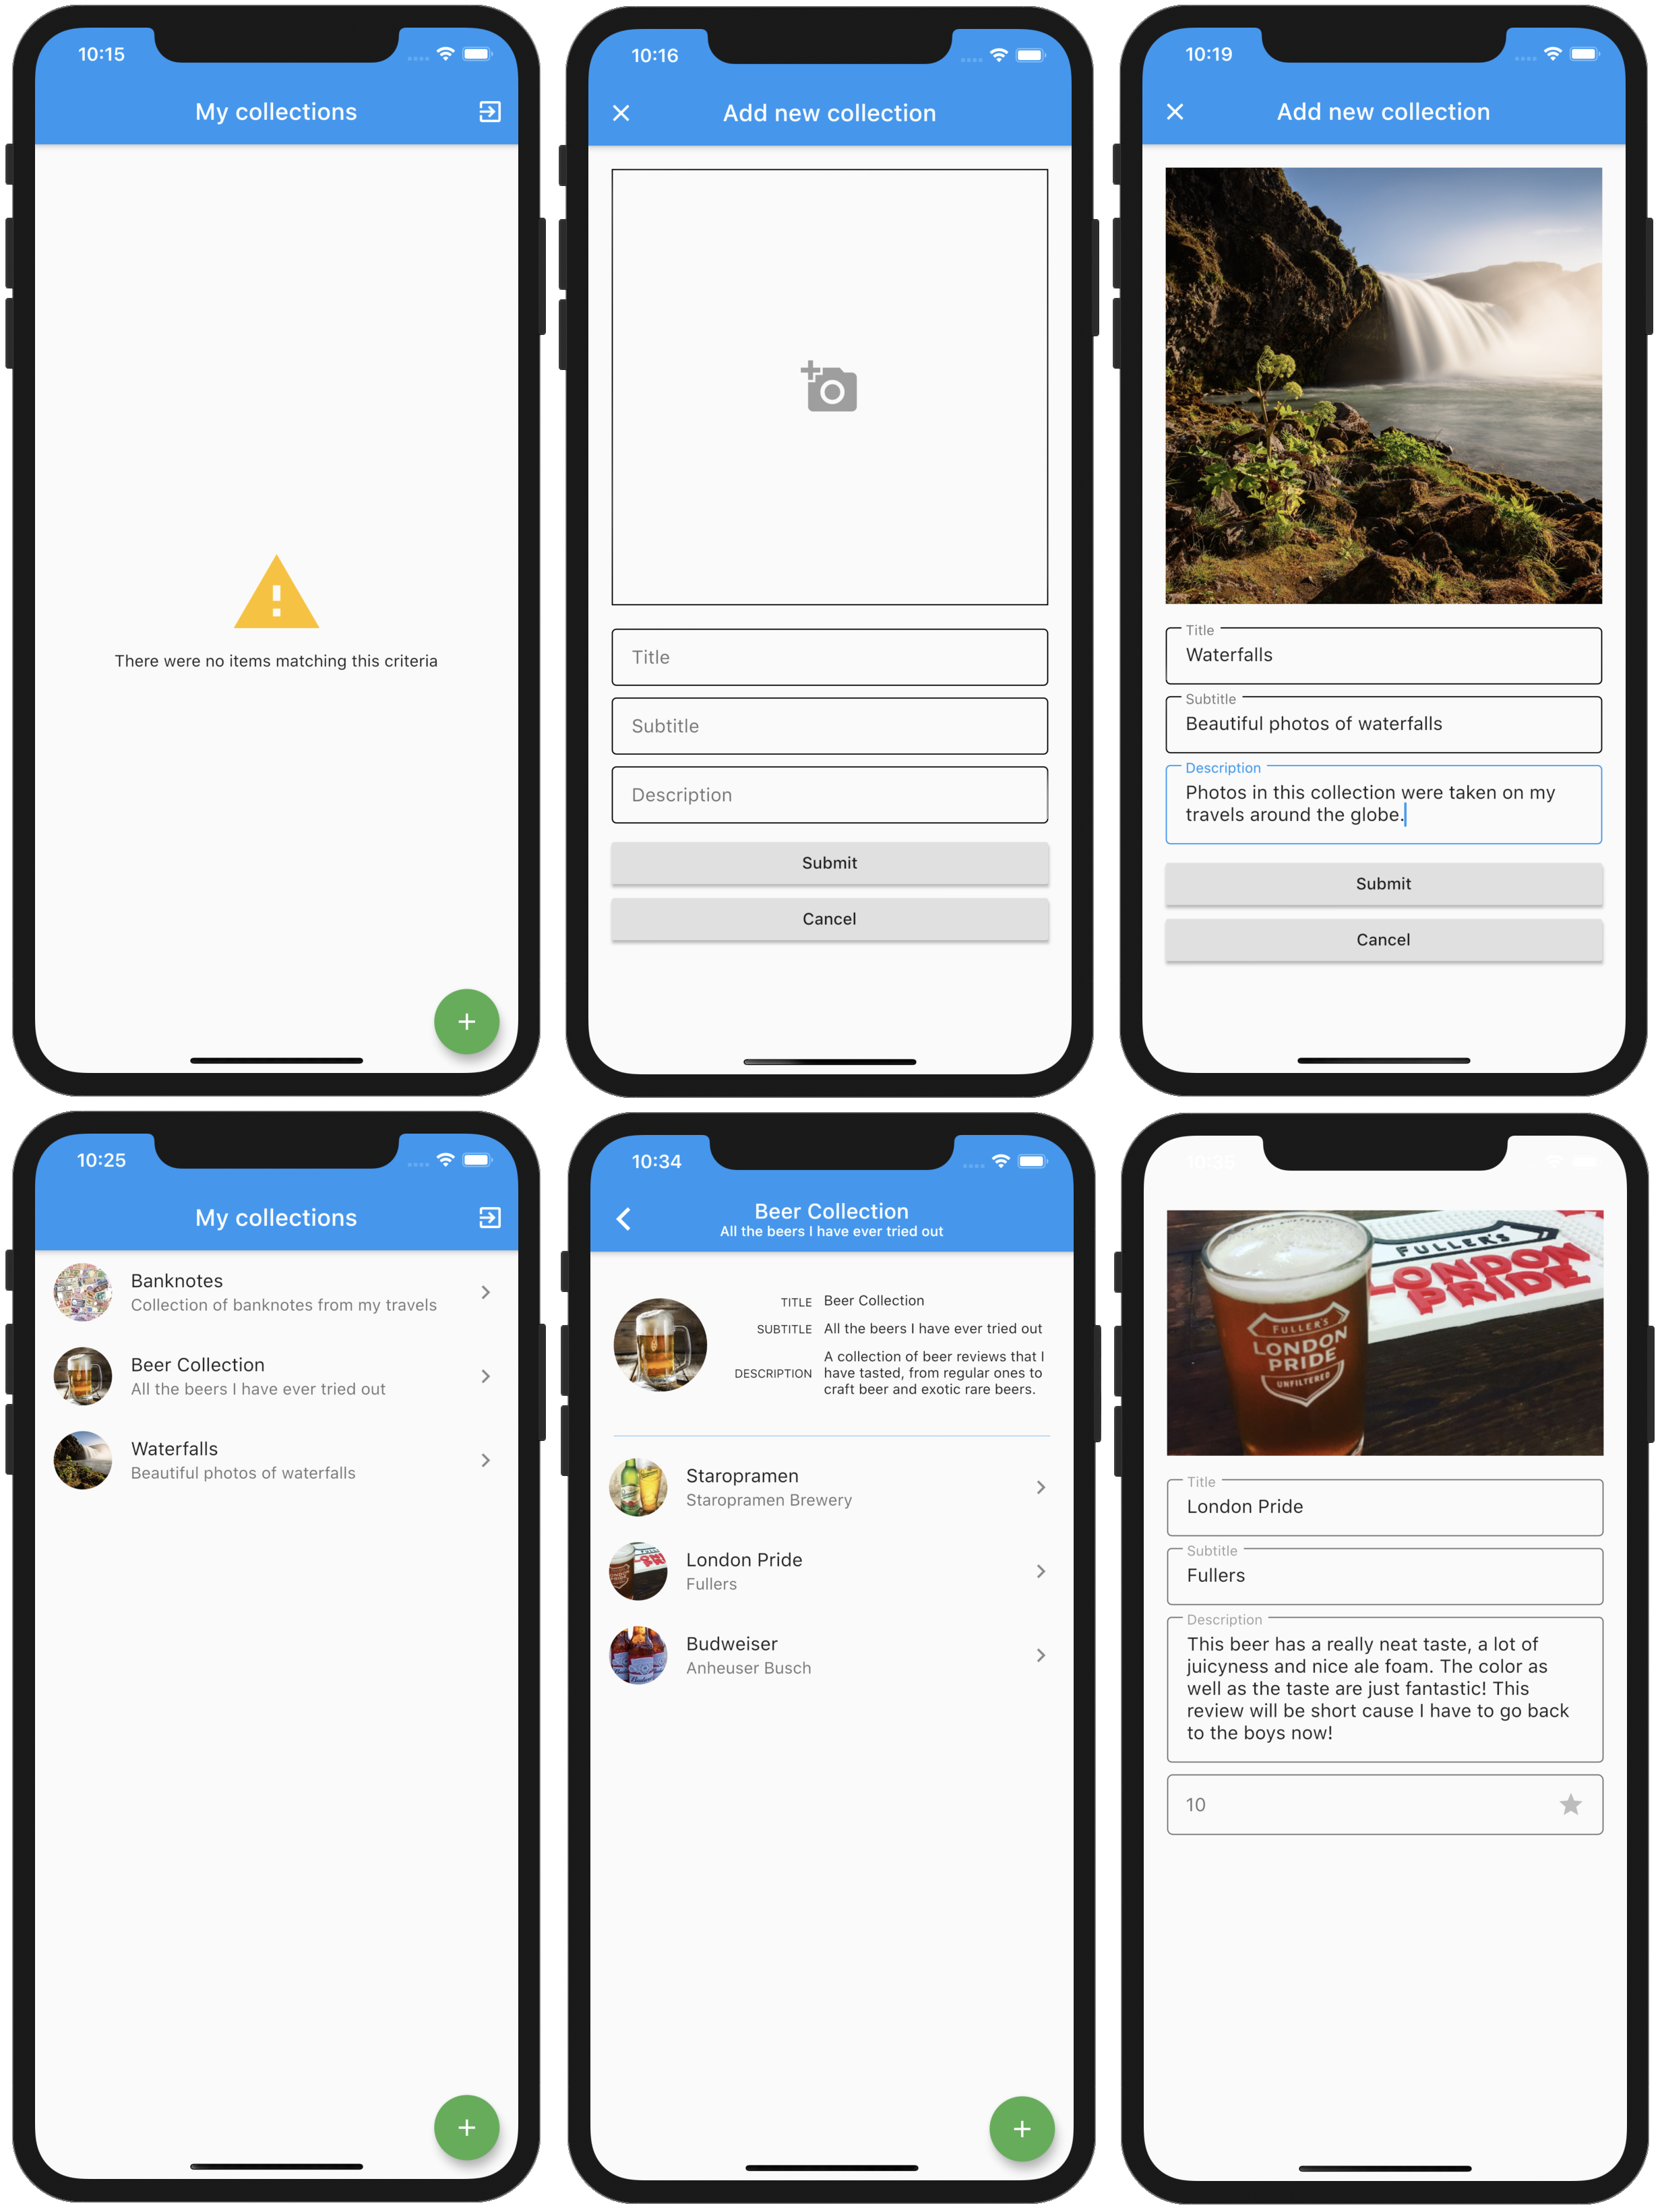 10:15
My collections
There were no items matching this criteria
+
10:16
Add new collection
Title
Subtitle
Description
Submit
Cancel
10:19
Add new collection
Title
Waterfalls
Subtitle
Beautiful photos of waterfalls
Description
Photos in this collection were taken on my
travels around the globe.
Submit
Cancel
10:25
My collections
Banknotes
Collection of banknotes from my travels
Beer Collection
All the beers I have ever tried out
Waterfalls
Beautiful photos of waterfalls
+
10:34
Beer Collection
All the beers I have ever tried out
TITLE Beer Collection
SUBTITLE All the beers I have ever tried out
DESCRIPTION A collection of beer reviews that I
have tasted, from regular ones to
craft beer and exotic rare beers.
Staropramen
Staropramen Brewery
London Pride
Fullers
Budweiser
Anheuser Busch
+
FULLER'S
LONDON
PRIDE
FULLER'S
LONDON
PRIDE
UNFILTERED
Title
London Pride
Subtitle
Fullers
Description
This beer has a really neat taste, a lot of
juicyness and nice ale foam. The color as
well as the taste are just fantastic! This
review will be short cause I have to go back
to the boys now!
10